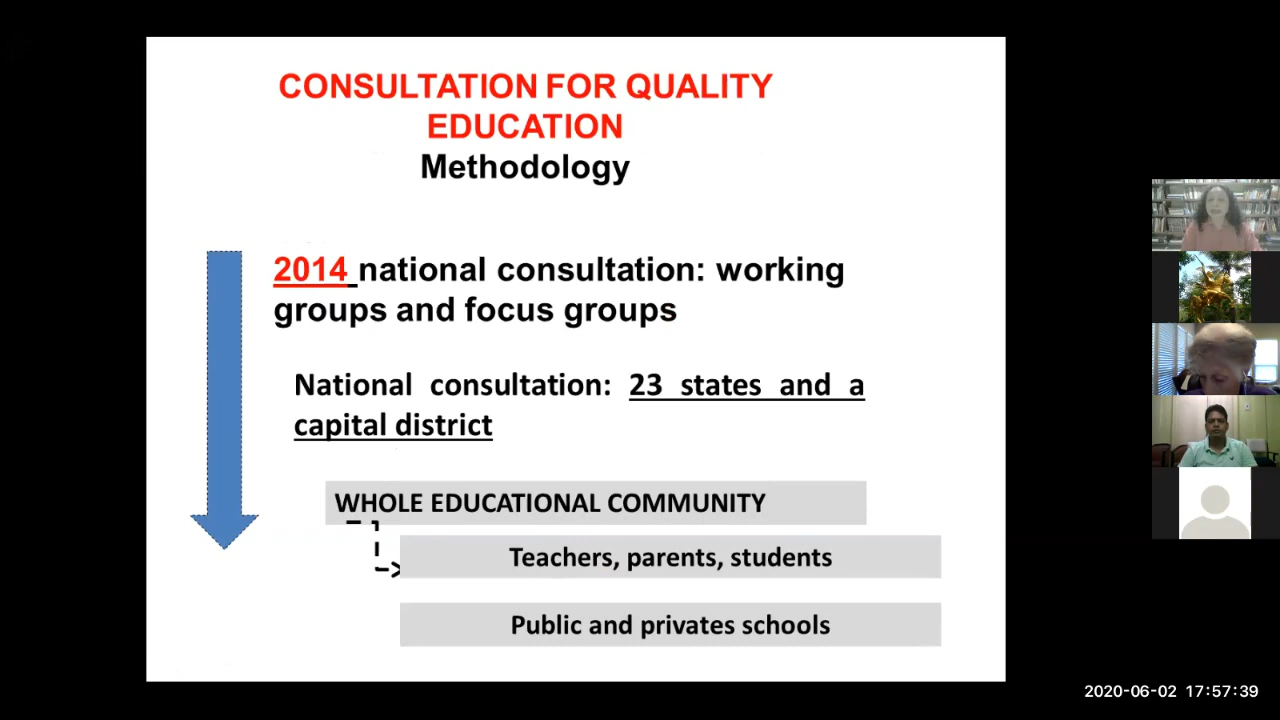 CONSULTATION FOR QUALITY
EDUCATION
Methodology
2014 national consultation: working
groups and focus groups
National consultation: 23 states and a
capital district
WHOLE EDUCATIONAL COMMUNITY
Teachers, parents, students
Public and privates schools
2020-06-02 17:57:39